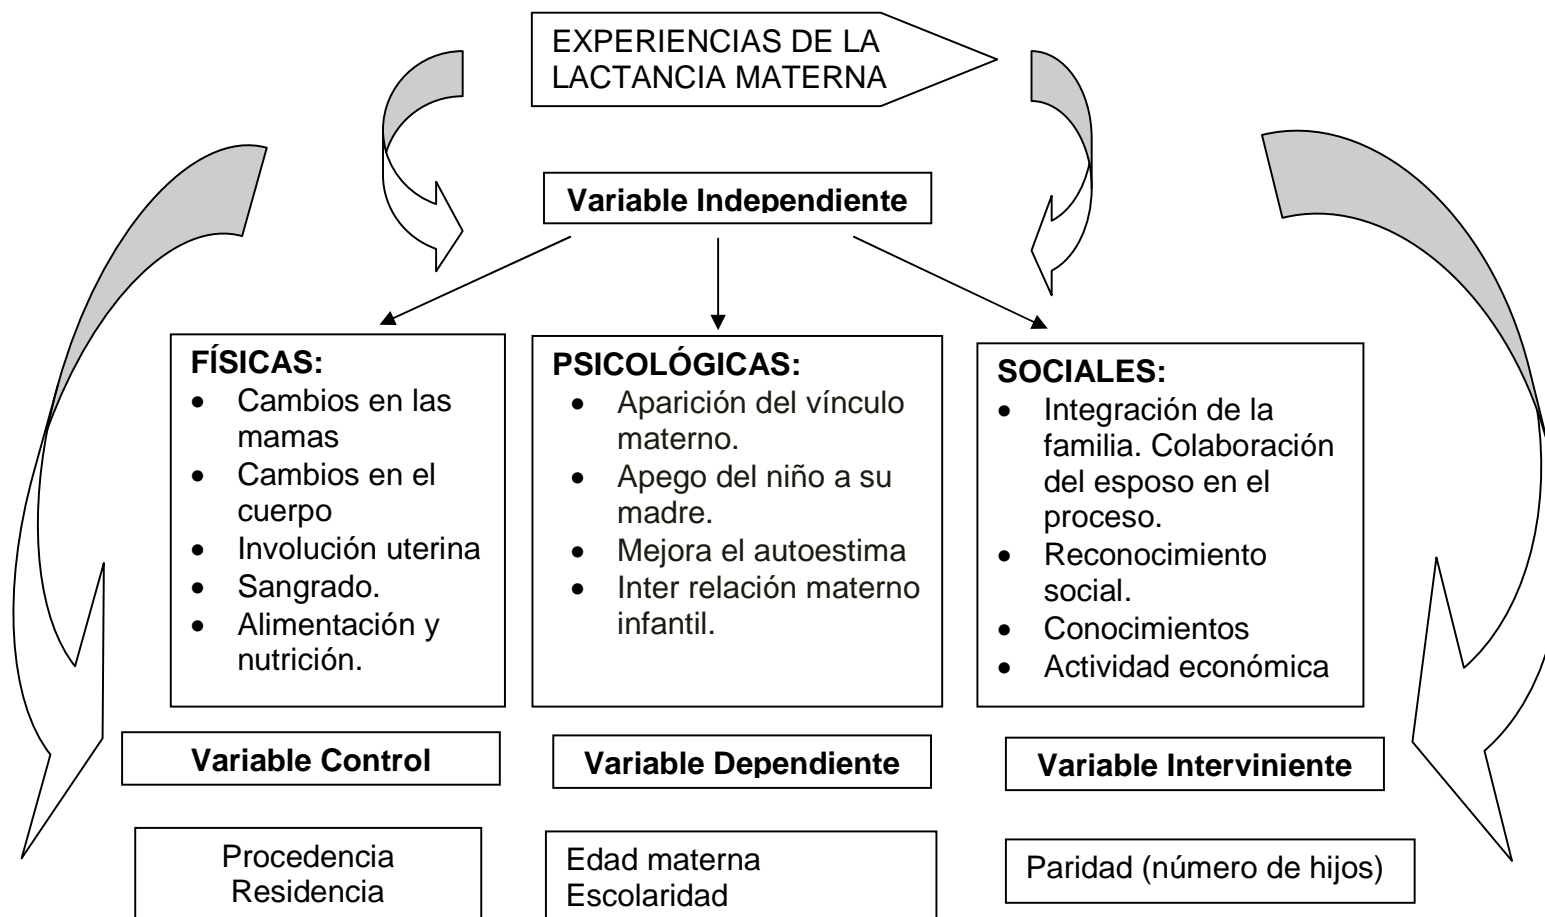 EXPERIENCIAS DE LA
LACTANCIA MATERNA
Variable Independiente
FÍSICAS:
• Cambios en las
mamas
• Cambios en el
cuerpo
• Involución uterina
• Sangrado.
• Alimentación y
nutrición.
PSICOLÓGICAS:
• Aparición del vínculo
materno.
• Apego del niño a su
madre.
• Mejora el autoestima
• Inter relación materno
infantil.
SOCIALES:
• Integración de la
familia. Colaboración
del esposo en el
proceso.
• Reconocimiento
social.
• Conocimientos
• Actividad económica
Variable Control
Variable Dependiente
Variable Interviniente
Procedencia
Residencia
Edad materna
Escolaridad
Paridad (número de hijos)